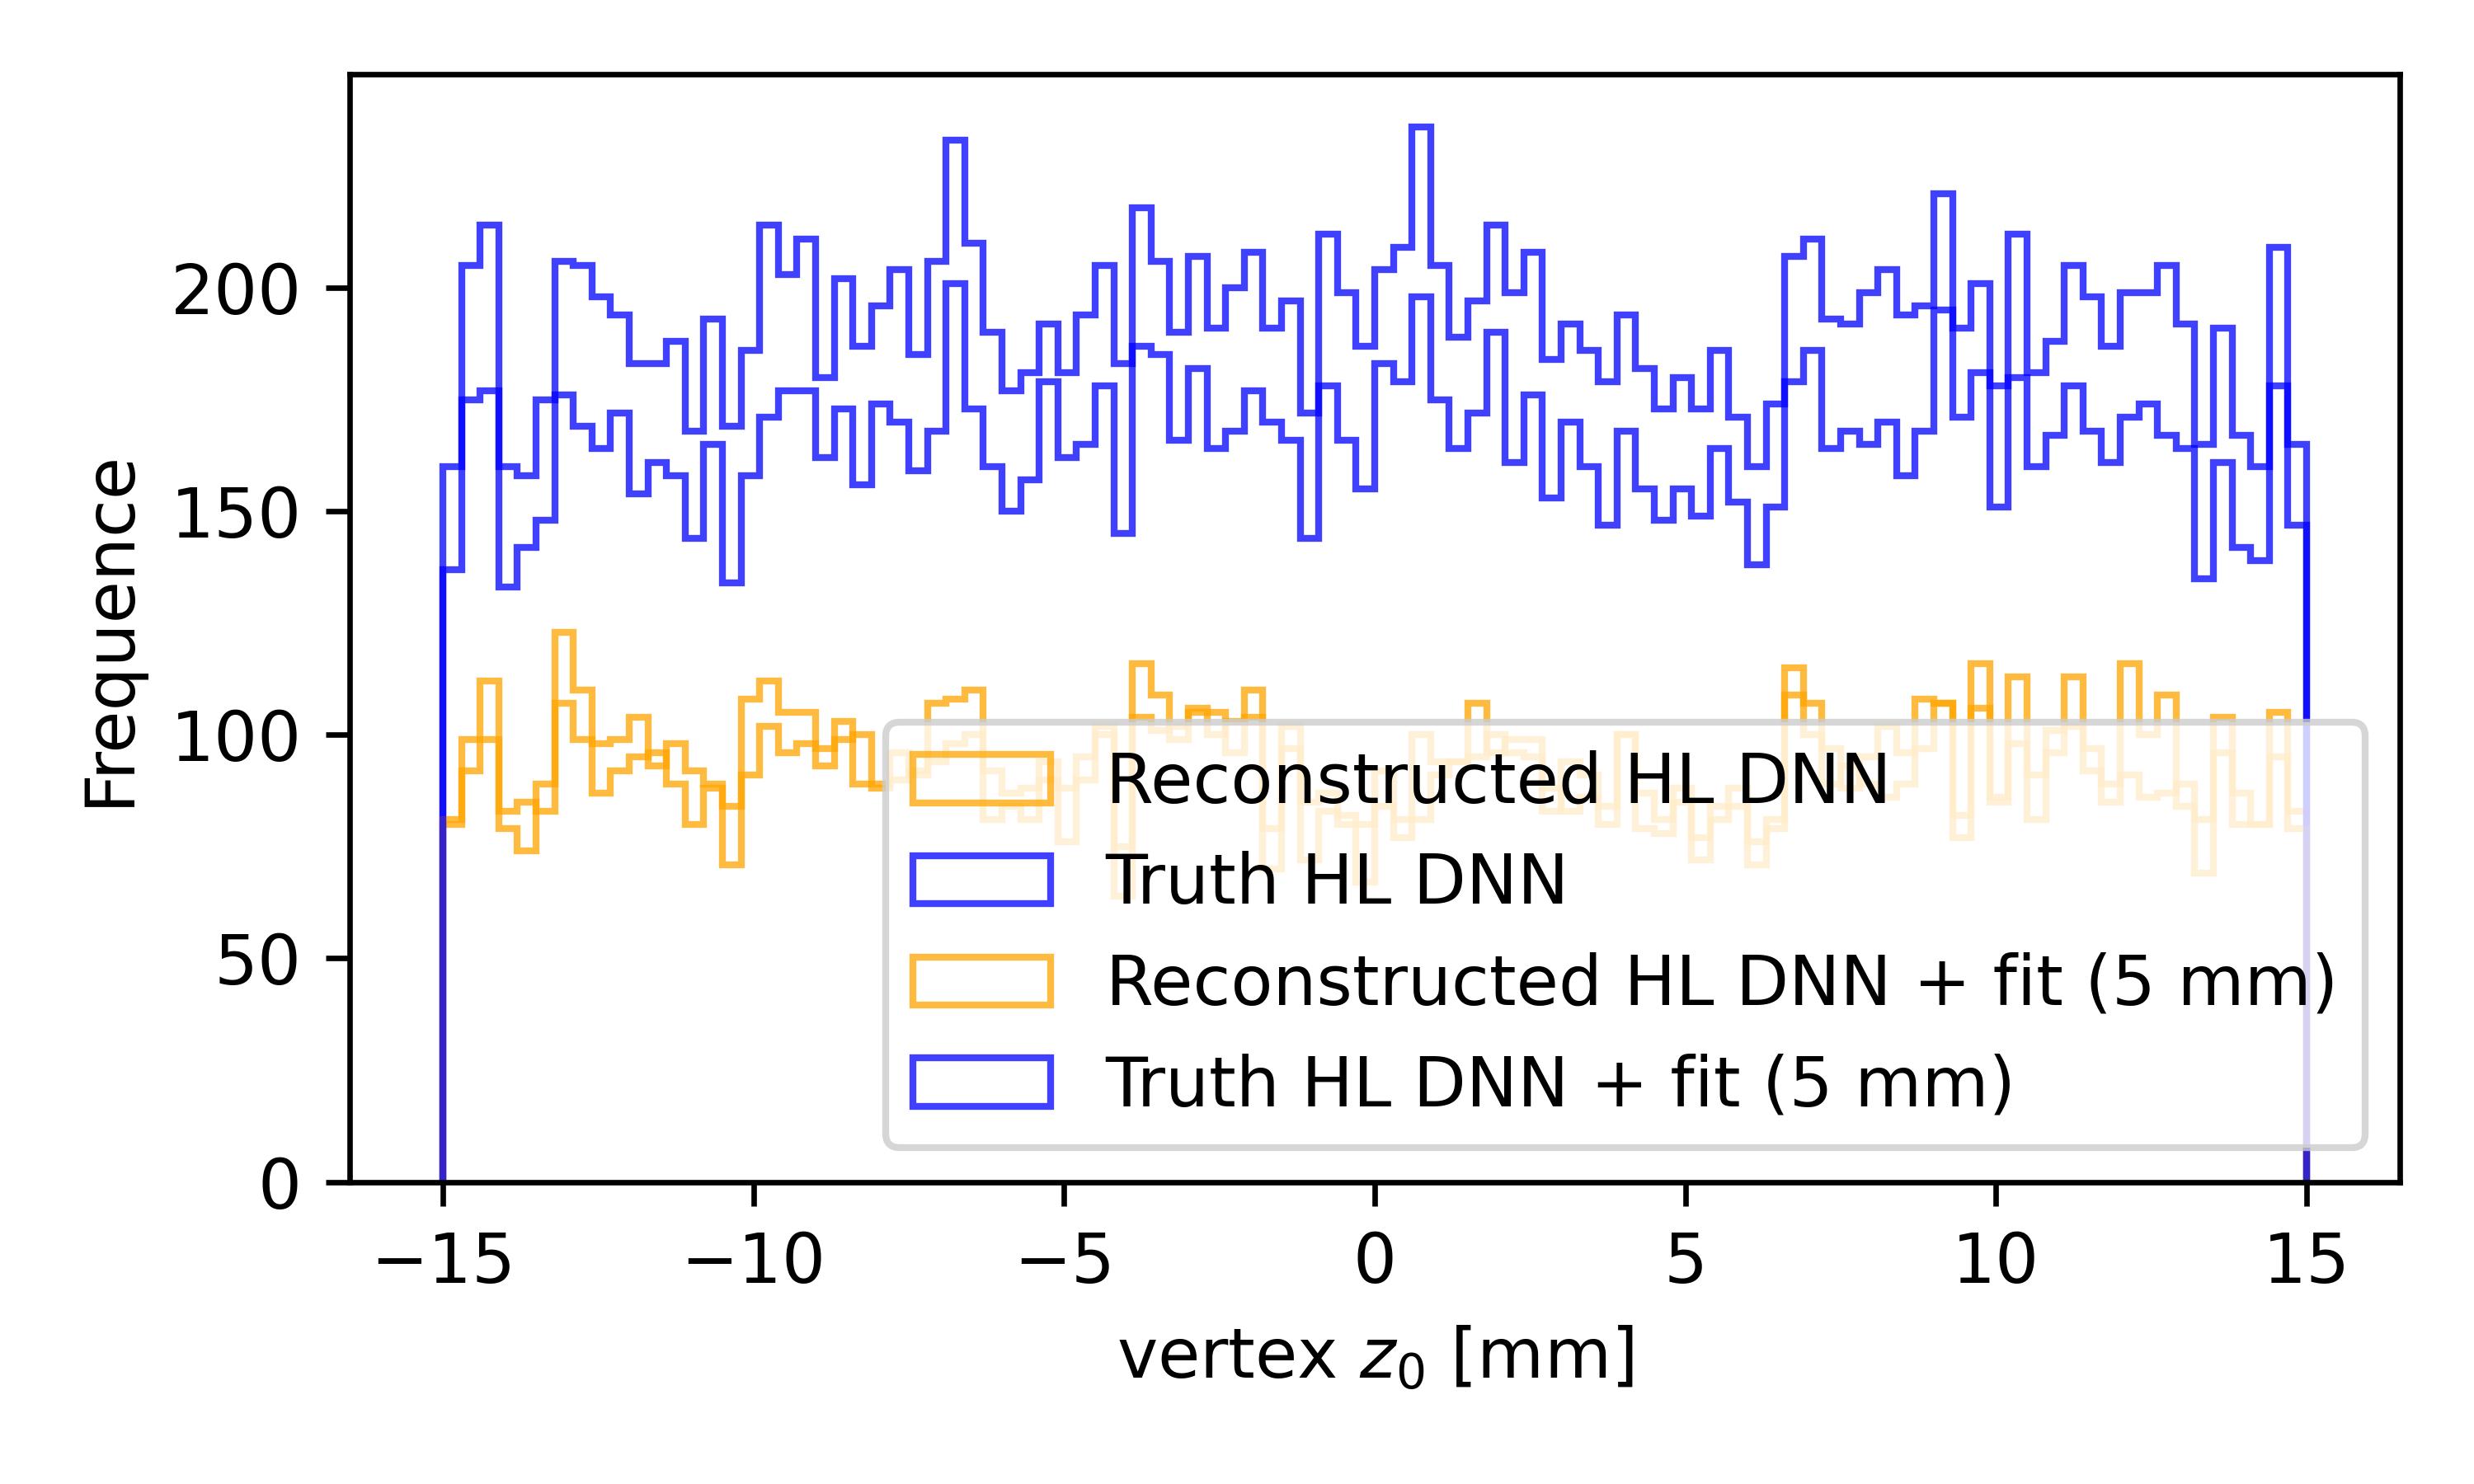 Frequence
200
150
100
50
0
Reconstructed HL DNN
Truth HL DNN
Reconstructed HL DNN + fit (5 mm)
Truth HL DNN + fit (5 mm)
−15 −10 −5 0 5 10 15
vertex z₀ [mm]